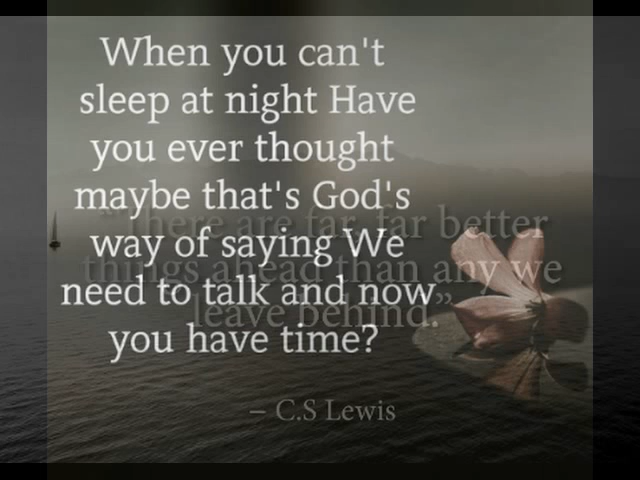 When you can't
sleep at night Have
you ever thought
maybe that's God's
way of saying We
need to talk and now
you have time?
“There are far, far better
things ahead than any we
leave behind.”
– C.S Lewis